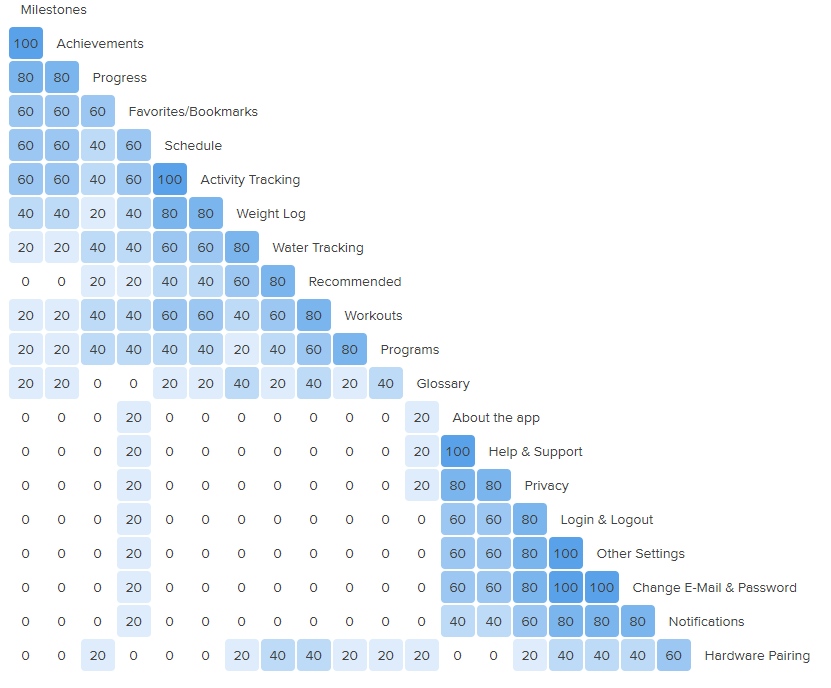 Milestones
100 Achievements
80 80 Progress
60 60 60 Favorites/Bookmarks
60 60 40 60 Schedule
60 60 40 60 100 Activity Tracking
40 40 20 40 80 80 Weight Log
20 20 40 40 60 60 80 Water Tracking
0 0 20 20 40 40 60 80 Recommended
20 20 40 40 60 60 40 60 80 Workouts
20 20 40 40 40 40 20 40 60 80 Programs
20 20 0 0 20 20 40 20 40 20 40 Glossary
0 0 0 20 0 0 0 0 0 0 0 20 About the app
0 0 0 20 0 0 0 0 0 0 0 20 100 Help & Support
0 0 0 20 0 0 0 0 0 0 0 20 80 80 Privacy
0 0 0 20 0 0 0 0 0 0 0 0 60 60 80 Login & Logout
0 0 0 20 0 0 0 0 0 0 0 0 60 60 80 100 Other Settings
0 0 0 20 0 0 0 0 0 0 0 0 60 60 80 100 100 Change E-Mail & Password
0 0 0 20 0 0 0 0 0 0 0 0 40 40 60 80 80 80 Notifications
0 0 20 0 0 0 20 40 40 20 20 20 0 0 20 40 40 40 60 Hardware Pairing